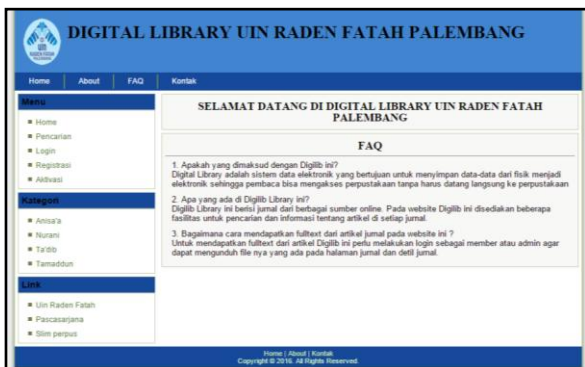 DIGITAL LIBRARY UIN RADEN FATAH PALEMBANG
Home About FAQ Kontak
Menu
Home
Pencarian
Login
Registrasi
Aktivasi
Kategori
Anisa'a
Nurani
Ta'dib
Tamaddun
Link
Uin Raden Fatah
Pascasarjana
Slim perpus
SELAMAT DATANG DI DIGITAL LIBRARY UIN RADEN FATAH
PALEMBANG
FAQ
1. Apakah yang dimaksud dengan Digilib ini?
Digital Library adalah sistem data elektronik yang bertujuan untuk menyimpan data-data dari fisik menjadi
elektronik sehingga pembaca bisa mengakses perpustakaan tanpa harus datang langsung ke perpustakaan
2. Apa yang ada di Digilib Library ini?
Digilib Library ini berisi jurnal dari berbagai sumber online. Pada website Digilib ini disediakan beberapa
fasilitas untuk pencarian dan informasi tentang artikel di setiap jurnal.
3. Bagaimana cara mendapatkan fulltext dari artikel jurnal pada website ini ?
Untuk mendapatkan fulltext dari artikel Digilib ini perlu melakukan login sebagai member atau admin agar
dapat mengunduh file nya yang ada pada halaman jurnal dan detil jurnal.
Home | About | Kontak
Copyright © 2016. All Rights Reserved.